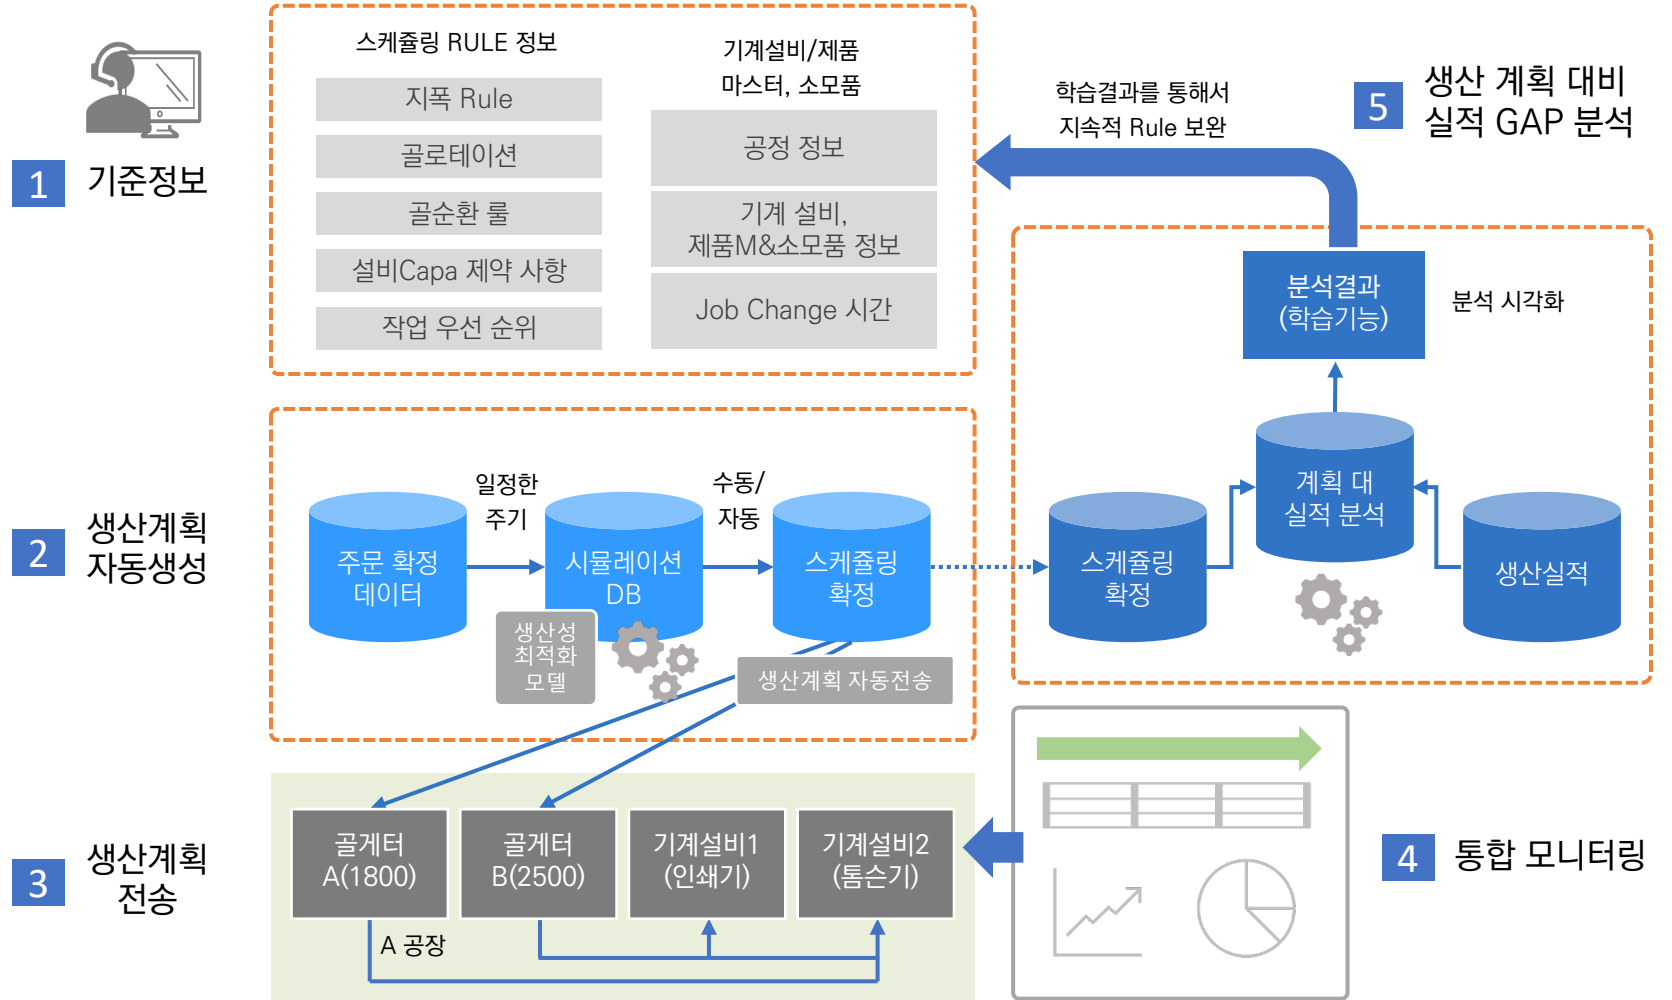 1
기준정보
스케쥴링 RULE 정보
지폭 Rule
골로테이션
골순환 룰
설비Capa 제약 사항
작업 우선 순위
기계설비/제품
마스터, 소모품
공정 정보
기계 설비,
제품M&소모품 정보
Job Change 시간
학습결과를 통해서
지속적 Rule 보완
5
생산 계획 대비
실적 GAP 분석
분석결과
(학습기능)
분석 시각화
계획 대
실적 분석
스케쥴링
확정
생산실적
2
생산계획
자동생성
주문 확정
데이터
일정한
주기
시뮬레이션
DB
수동/
자동
스케쥴링
확정
생산성
최적화
모델
생산계획 자동전송
3
생산계획
전송
골게터
A(1800)
골게터
B(2500)
기계설비1
(인쇄기)
기계설비2
(톰슨기)
A 공장
4
통합 모니터링